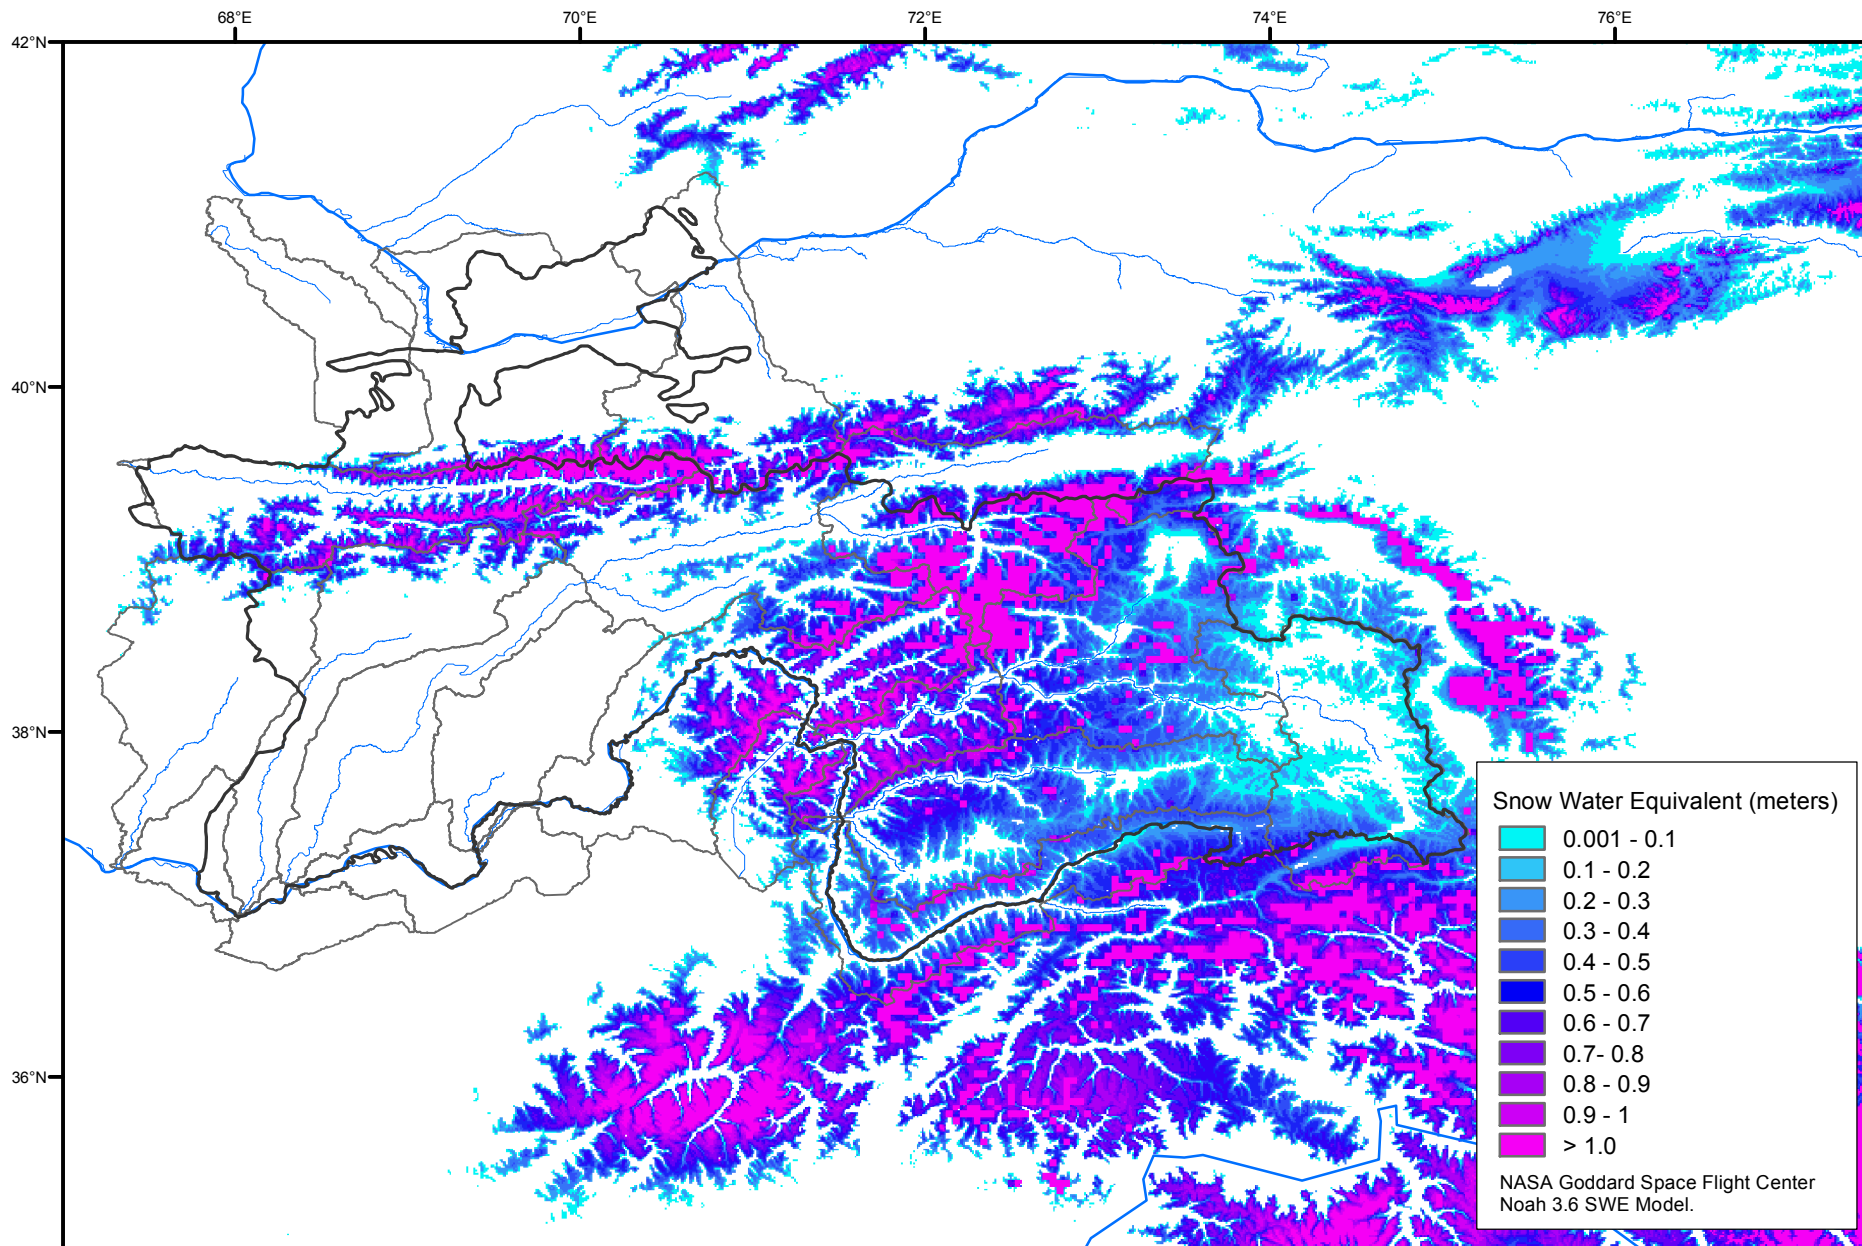 68°E
70°E
72°E
74°E
76°E
42°N
40°N
38°N
36°N
Snow Water Equivalent (meters)
0.001 - 0.1
0.1 - 0.2
0.2 - 0.3
0.3 - 0.4
0.4 - 0.5
0.5 - 0.6
0.6 - 0.7
0.7- 0.8
0.8 - 0.9
0.9 - 1
> 1.0
NASA Goddard Space Flight Center
Noah 3.6 SWE Model.